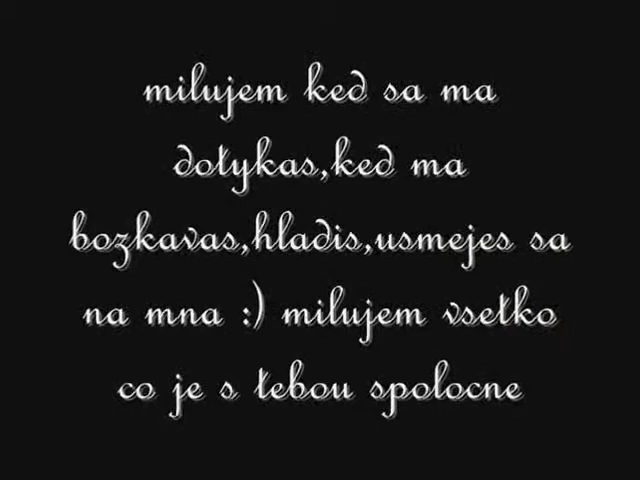 milujem ked sa ma
dotykas,ked ma
bozkavas,hladis,usmejes sa
na mna :) milujem vsetko
co je s tebou spolocne